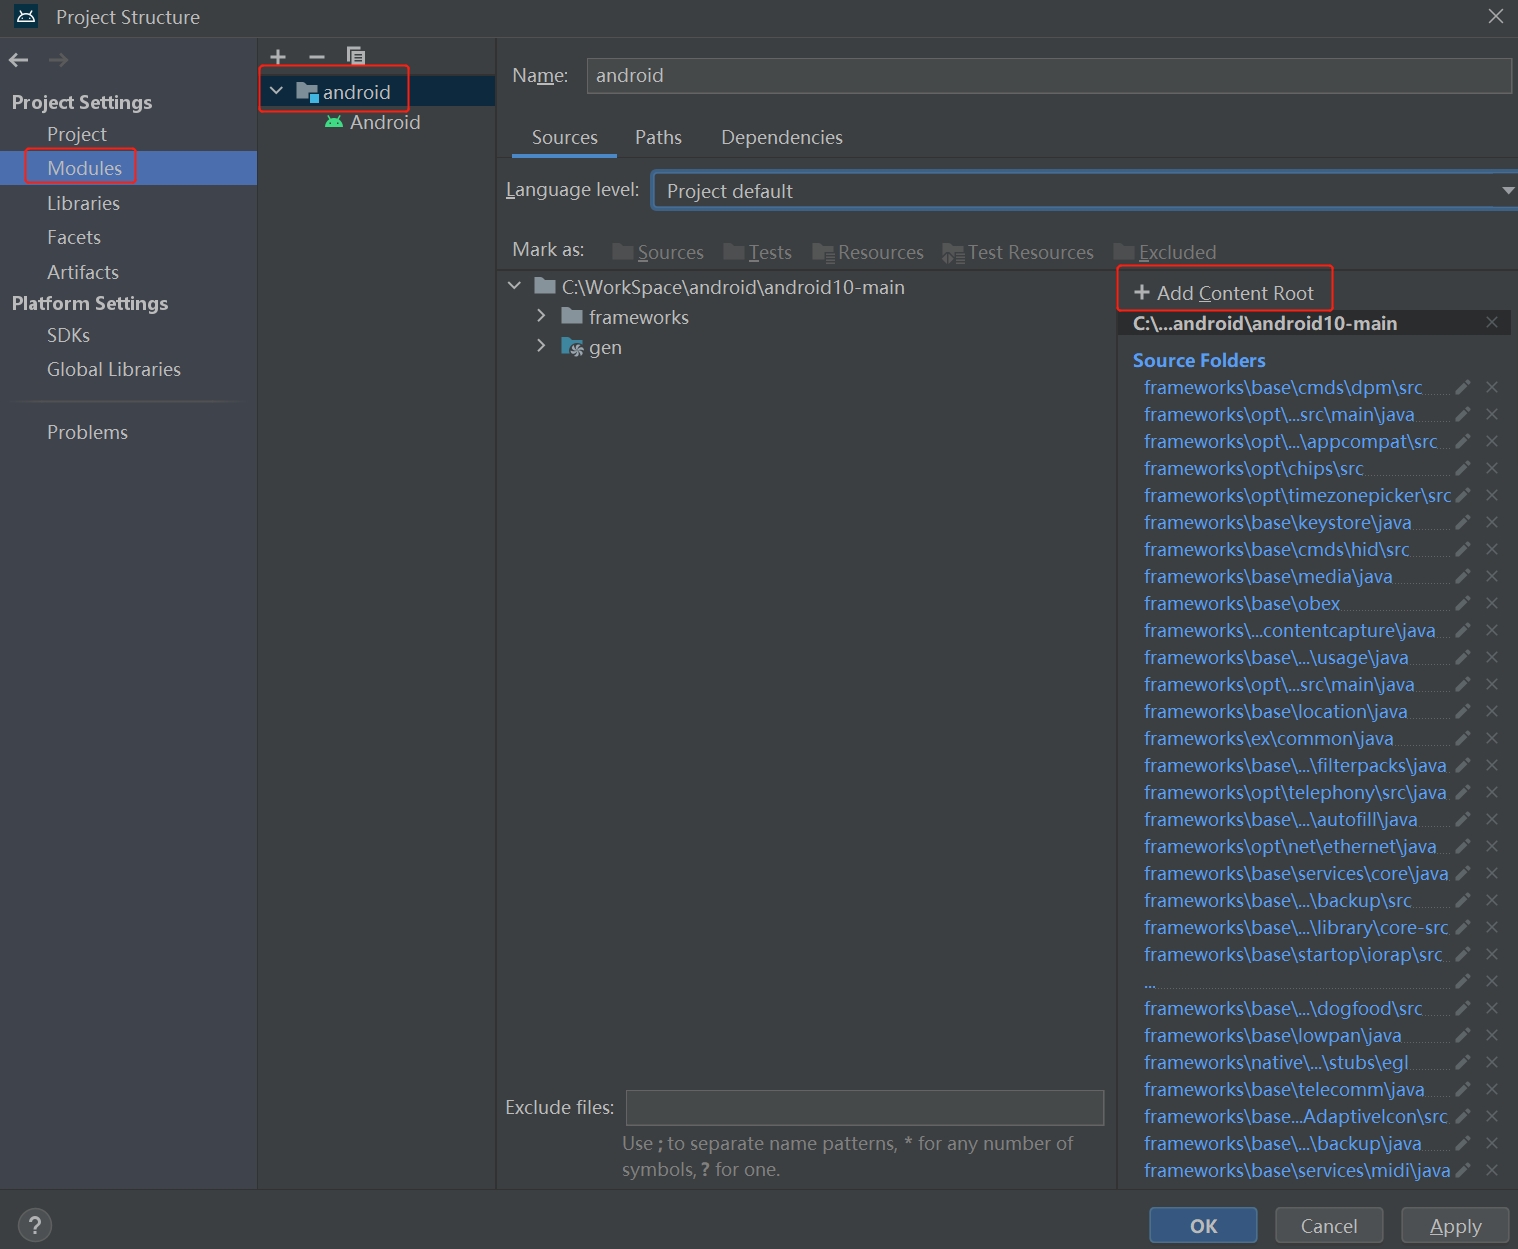 Project Structure
Project Settings
Project
Modules
Libraries
Facets
Artifacts
Platform Settings
SDKs
Global Libraries
Problems
android
Android
Name: android
Sources Paths Dependencies
Language level: Project default
Mark as: Sources Tests Resources Test Resources Excluded
C:\WorkSpace\android\android10-main
frameworks
gen
Exclude files:
Use ; to separate name patterns, * for any number of
symbols, ? for one.
+ Add Content Root
C:\...android\android10-main
Source Folders
frameworks\base\cmds\dpm\src
frameworks\opt\...src\main\java
frameworks\opt\...\appcompat\src
frameworks\opt\chips\src
frameworks\opt\timezonepicker\src
frameworks\base\keystore\java
frameworks\base\cmds\hid\src
frameworks\base\media\java
frameworks\base\obex
frameworks\...contentcapture\java
frameworks\base\...\usage\java
frameworks\opt\...src\main\java
frameworks\base\location\java
frameworks\ex\common\java
frameworks\base\...\filterpacks\java
frameworks\opt\telephony\src\java
frameworks\base\...\autofill\java
frameworks\opt\net\ethernet\java
frameworks\base\services\core\java
frameworks\base\...\backup\src
frameworks\base\...\library\core-src
frameworks\base\startop\iorap\src
...
frameworks\base\...\dogfood\src
frameworks\base\lowpan\java
frameworks\native\...\stubs\egl
frameworks\base\telecomm\java
frameworks\base...AdaptiveIcon\src
frameworks\base\...\backup\java
frameworks\base\services\midi\java
? OK Cancel Apply